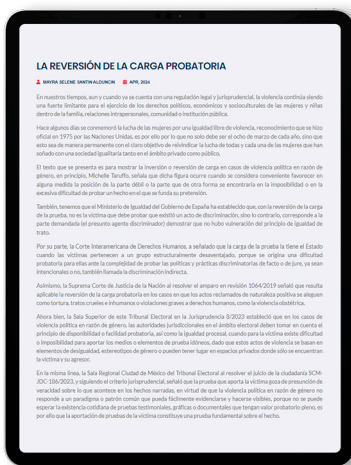 LA REVERSIÓN DE LA CARGA PROBATORIA
MAYRA SELENE SANTIN ALDUNCIN APR, 2024
En nuestros tiempos, aun y cuando ya se cuenta con una regulación legal y jurisprudencial, la violencia continúa siendo
una fuerte limitante para el ejercicio de los derechos políticos, económicos y socioculturales de las mujeres y niñas
dentro de la familia, relaciones intrapersonales, comunidad o institución pública.
Hace algunos días se conmemoró la lucha de las mujeres por una igualdad libre de violencia, reconocimiento que se hizo
oficial en 1975 por las Naciones Unidas, es por ello por lo que no solo debe ser el ocho de marzo de cada año, sino que
esto sea de manera permanente con el claro objetivo de reivindicar la lucha de todas y cada una de las mujeres que han
soñado con una sociedad igualitaria tanto en el ámbito privado como público.
El texto que se presenta es para mostrar la inversión o reversión de carga en casos de violencia política en razón de
género, en principio, Michelle Taruffo, señala que dicha figura ocurre cuando se considera conveniente favorecer en
alguna medida la posición de la parte débil o la parte que de otra forma se encontraría en la imposibilidad o en la
excesiva dificultad de probar un hecho en el que se funda su pretensión.
También, tenemos que el Ministerio de Igualdad del Gobierno de España ha establecido que, con la reversión de la carga
de la prueba, no es la víctima que debe probar que existió un acto de discriminación, sino lo contrario, corresponde a la
parte demandada (el presunto agente discriminador) demostrar que no hubo vulneración del principio de igualdad de
trato.
Por su parte, la Corte Interamericana de Derechos Humanos, a señalado que la carga de la prueba la tiene el Estado
cuando las víctimas pertenecen a un grupo estructuralmente desaventajado, porque se origina una dificultad
probatoria para ellas ante la complejidad de probar las políticas y prácticas discriminatorias de facto o de jure, ya sean
intencionales o no, también llamada la discriminación indirecta.
Asimismo, la Suprema Corte de Justicia de la Nación al resolver el amparo en revisión 1064/2019 señaló que resulta
aplicable la reversión de la carga probatoria en los casos en que los actos reclamados de naturaleza positiva se aleguen
como tortura, tratos crueles o inhumanos o violaciones graves a derechos humanos, como la violencia obstétrica.
Ahora bien, la Sala Superior de este Tribunal Electoral en la Jurisprudencia 8/2023 estableció que en los casos de
violencia política en razón de género, las autoridades jurisdiccionales en el ámbito electoral deben tomar en cuenta el
principio de disponibilidad o facilidad probatoria, así como la igualdad procesal, cuando para la víctima existe dificultad
o imposibilidad para aportar los medios o elementos de prueba idóneos, dado que estos actos de violencia se basan en
elementos de desigualdad, estereotipos de género o pueden tener lugar en espacios privados donde sólo se encuentran
la víctima y su agresor.
En la misma línea, la Sala Regional Ciudad de México del Tribunal Electoral al resolver el juicio de la ciudadanía SCM-
JDC-186/2023, y siguiendo el criterio jurisprudencial, señaló que la prueba que aporta la víctima goza de presunción de
veracidad sobre lo que acontece en los hechos narrados, en virtud de que la violencia política en razón de género no
responde a un paradigma o patrón común que pueda fácilmente evidenciarse y hacerse visibles, porque no se puede
esperar la existencia cotidiana de pruebas testimoniales, gráficas o documentales que tengan valor probatorio pleno, es
por ello que la aportación de pruebas de la víctima constituye una prueba fundamental sobre el hecho.